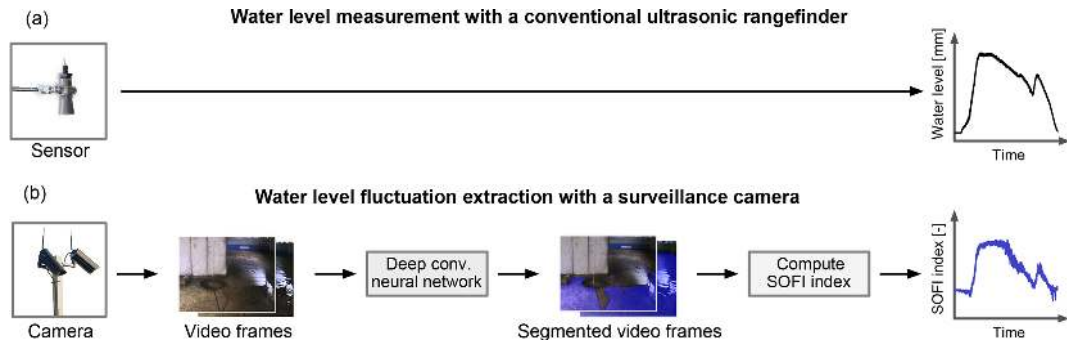 (a)
Water level measurement with a conventional ultrasonic rangefinder
Sensor
Water level [mm]
Time
(b)
Water level fluctuation extraction with a surveillance camera
Camera
Video frames
Deep conv.
neural network
Segmented video frames
Compute
SOFI index
SOFI index [-]
Time